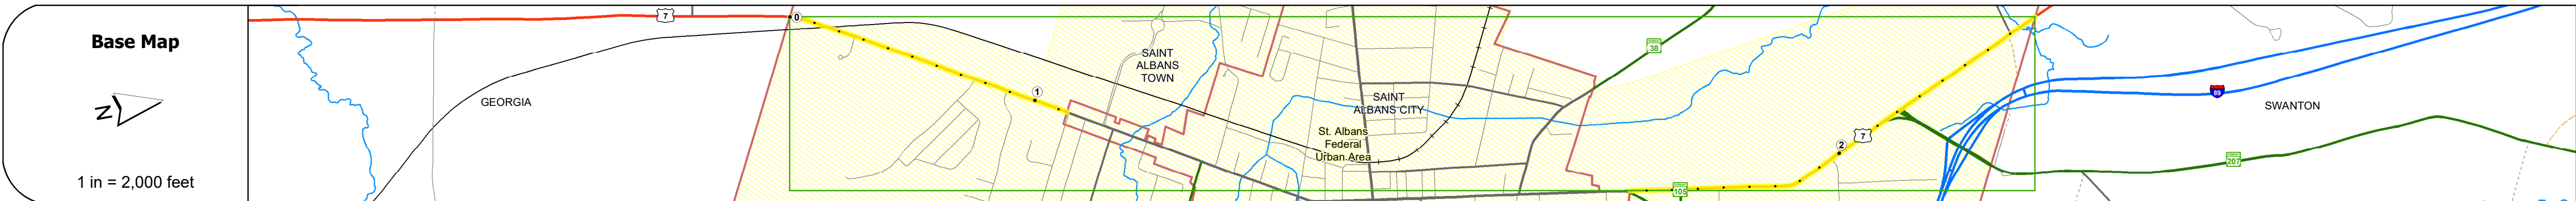 Base Map
N
1 in = 2,000 feet
GEORGIA
7
0
1
SAINT
ALBANS
TOWN
SAINT
ALBANS CITY
St. Albans
Federal
Urban Area
38
105
2
7
89
SWANTON
207